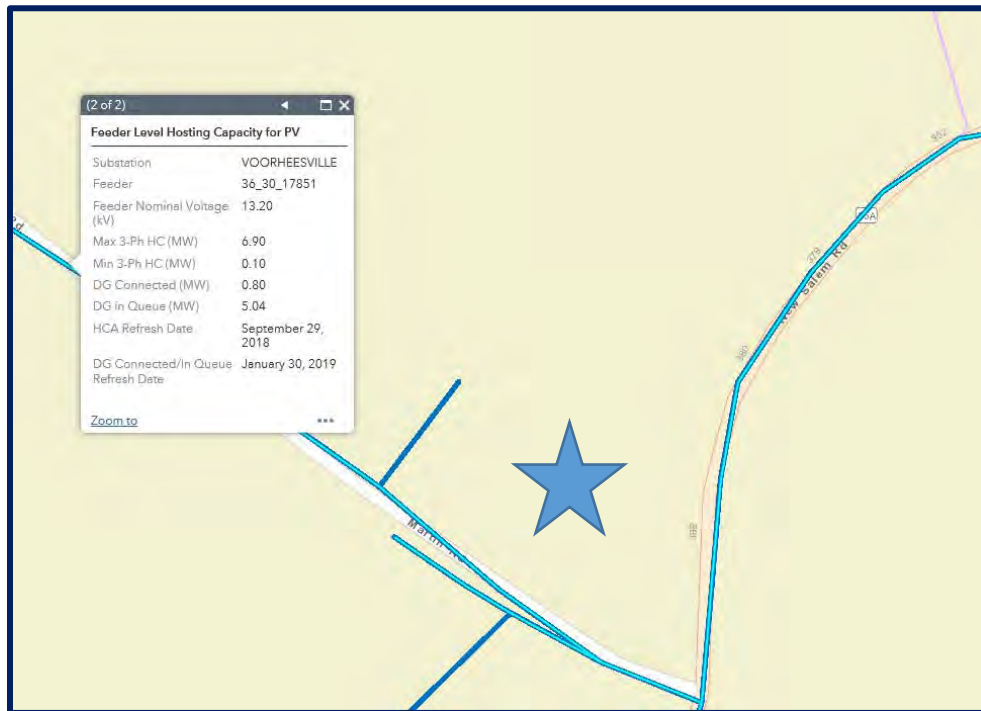 (2 of 2)
Feeder Level Hosting Capacity for PV
Substation VOORHEESVILLE
Feeder 36_30_17851
Feeder Nominal Voltage (kV) 13.20
Max 3-Ph HC (MW) 6.90
Min 3-Ph HC (MW) 0.10
DG Connected (MW) 0.80
DG in Queue (MW) 5.04
HCA Refresh Date September 29, 2018
DG Connected/In Queue Refresh Date January 30, 2019
Zoom to
Rd
Salem Rd
379
380